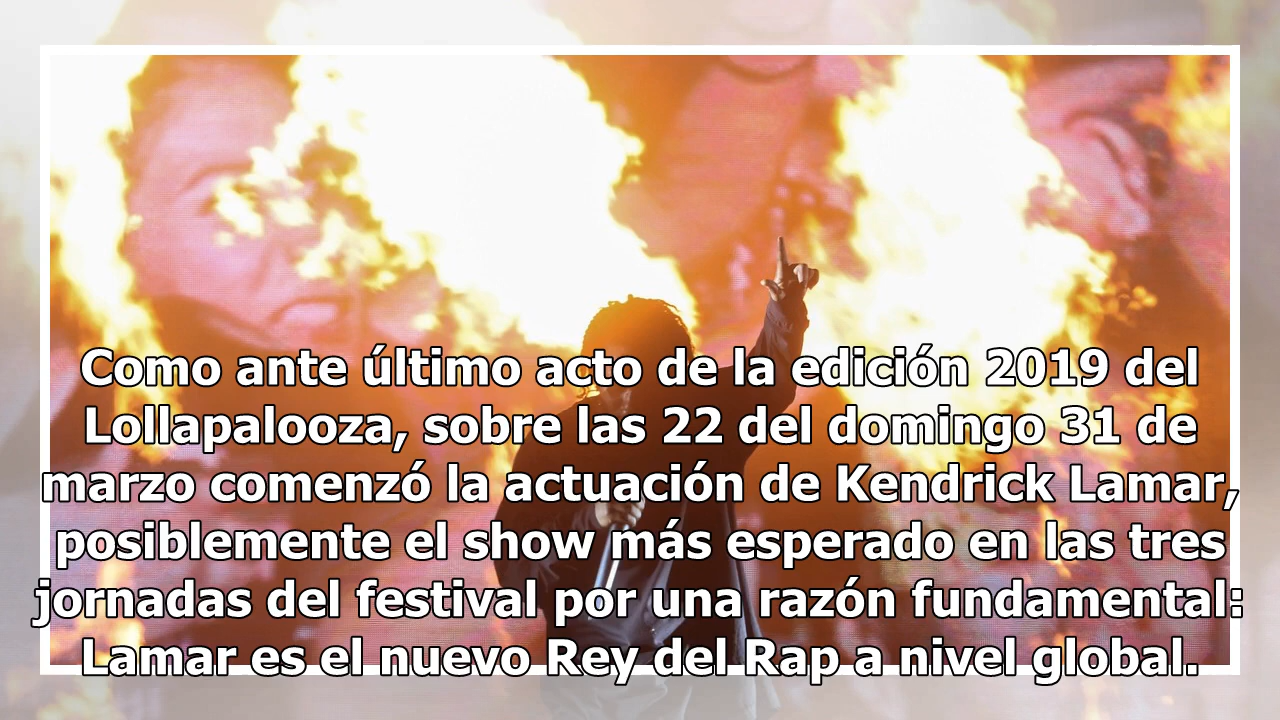 Como ante último acto de la edición 2019 del
Lollapalooza, sobre las 22 del domingo 31 de
marzo comenzó la actuación de Kendrick Lamar,
posiblemente el show más esperado en las tres
jornadas del festival por una razón fundamental:
Lamar es el nuevo Rey del Rap a nivel global.